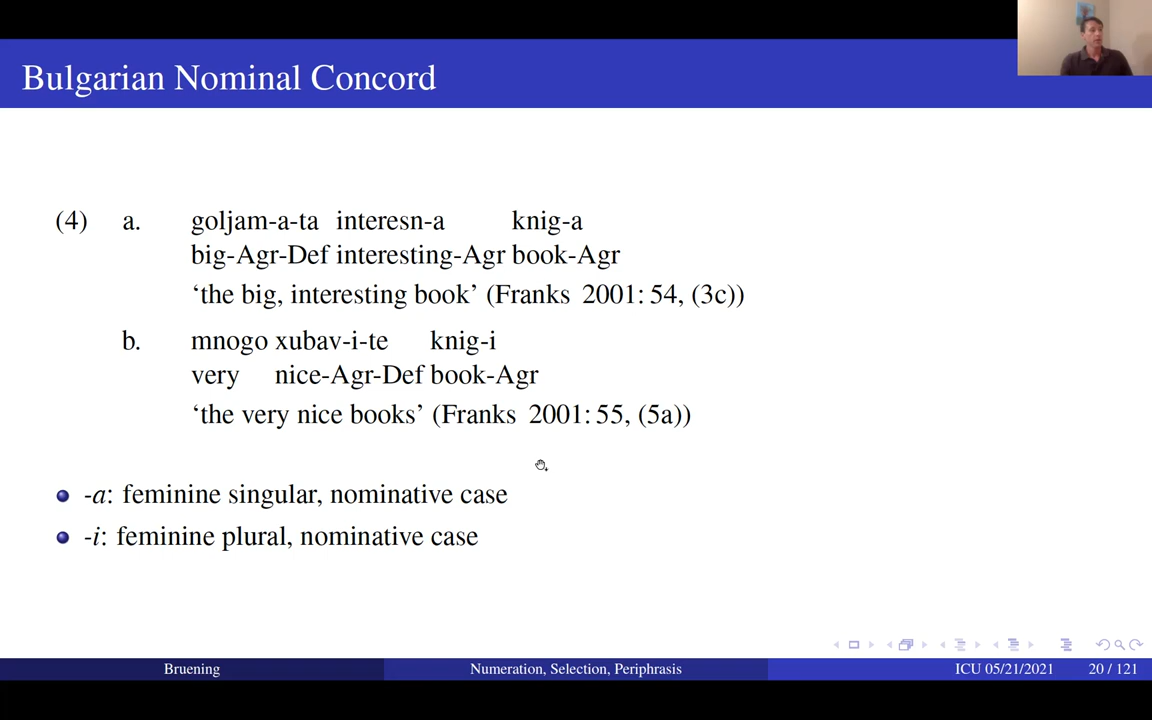 Bulgarian Nominal Concord
(4) a. goljam-a-ta interesn-a knig-a
big-Agr-Def interesting-Agr book-Agr
‘the big, interesting book’ (Franks 2001: 54, (3c))
b. mnogo xubav-i-te knig-i
very nice-Agr-Def book-Agr
‘the very nice books’ (Franks 2001: 55, (5a))
-a: feminine singular, nominative case
-i: feminine plural, nominative case
Bruening Numeration, Selection, Periphrasis ICU 05/21/2021 20 / 121